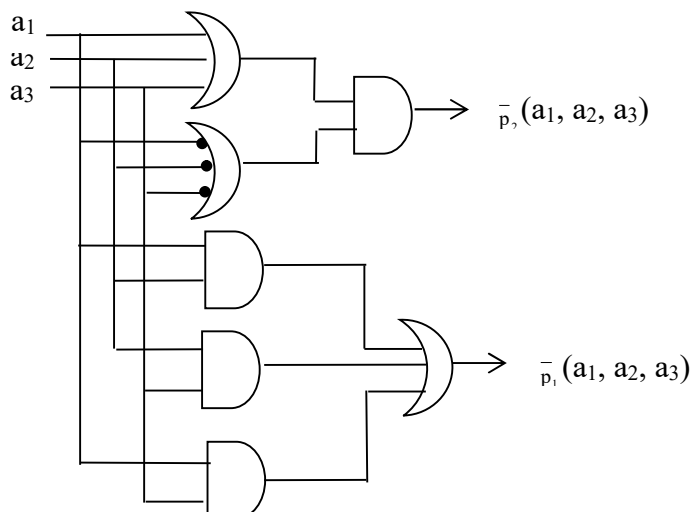 a₁
a₂
a₃
p̄₂(a₁, a₂, a₃)
p̄₁(a₁, a₂, a₃)